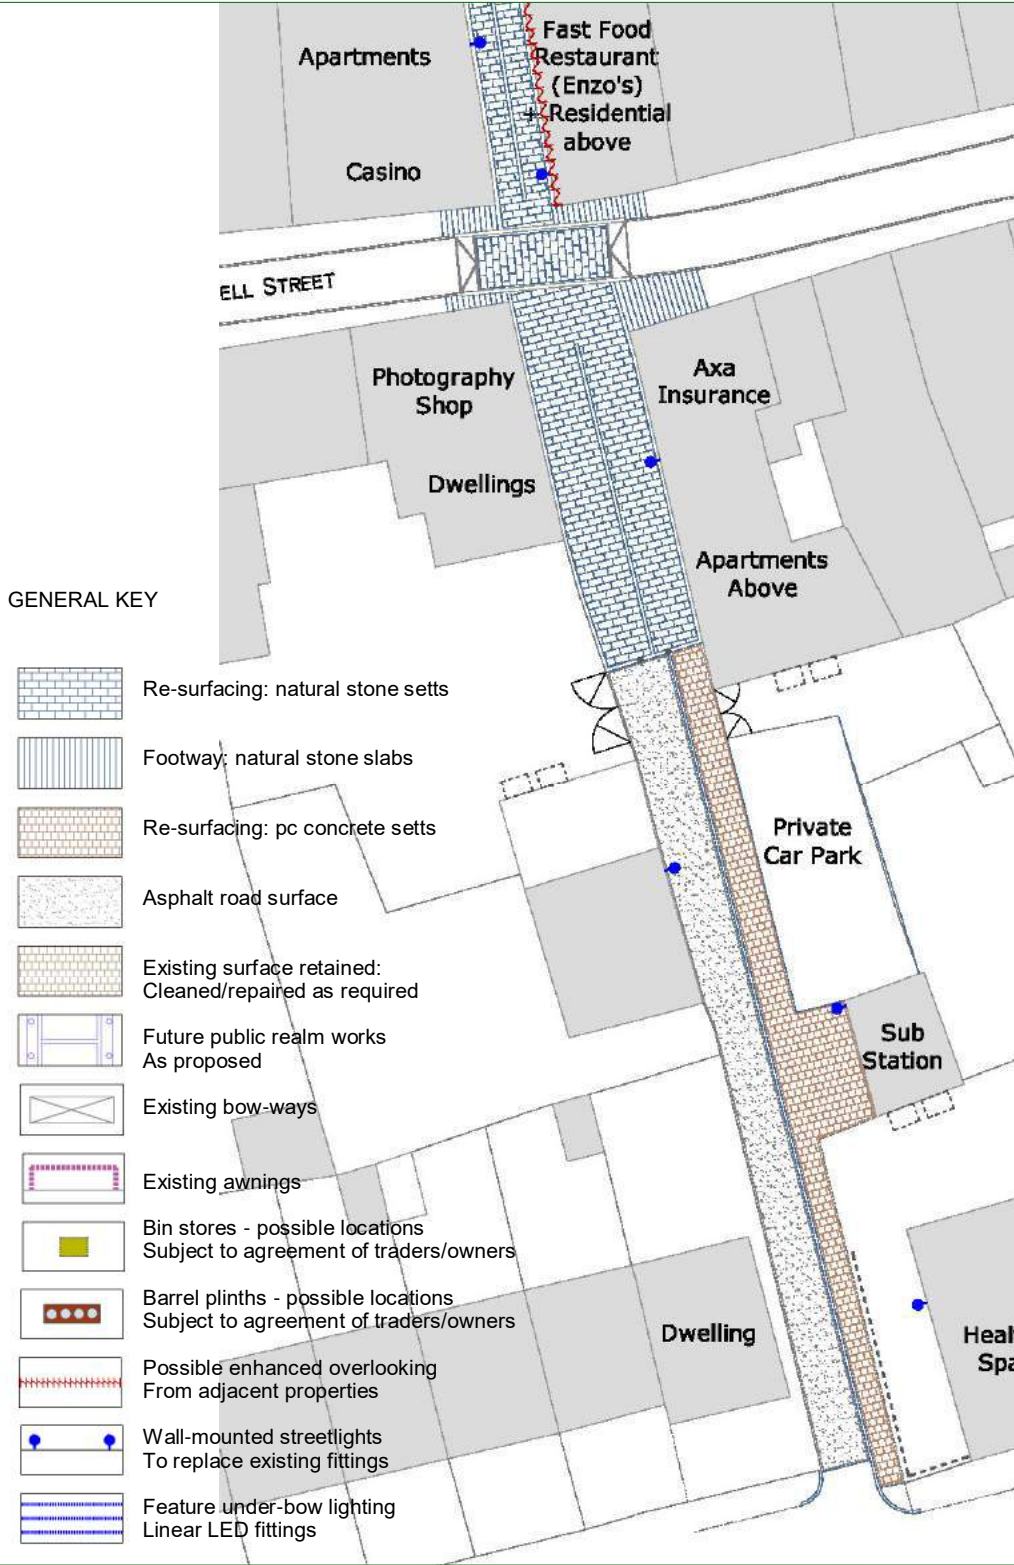 Apartments
Fast Food
Restaurant
(Enzo's)
+ Residential
above
Casino
ELL STREET
Photography
Shop
Axa
Insurance
Dwellings
Apartments
Above
GENERAL KEY
Re-surfacing: natural stone setts
Footway: natural stone slabs
Re-surfacing: pc concrete setts
Private
Car Park
Asphalt road surface
Existing surface retained:
Cleaned/repaired as required
Future public realm works
As proposed
Sub
Station
Existing bow-ways
Existing awnings
Bin stores - possible locations
Subject to agreement of traders/owners
Barrel plinths - possible locations
Subject to agreement of traders/owners
Dwelling
Heal
Spa
Possible enhanced overlooking
From adjacent properties
Wall-mounted streetlights
To replace existing fittings
Feature under-bow lighting
Linear LED fittings